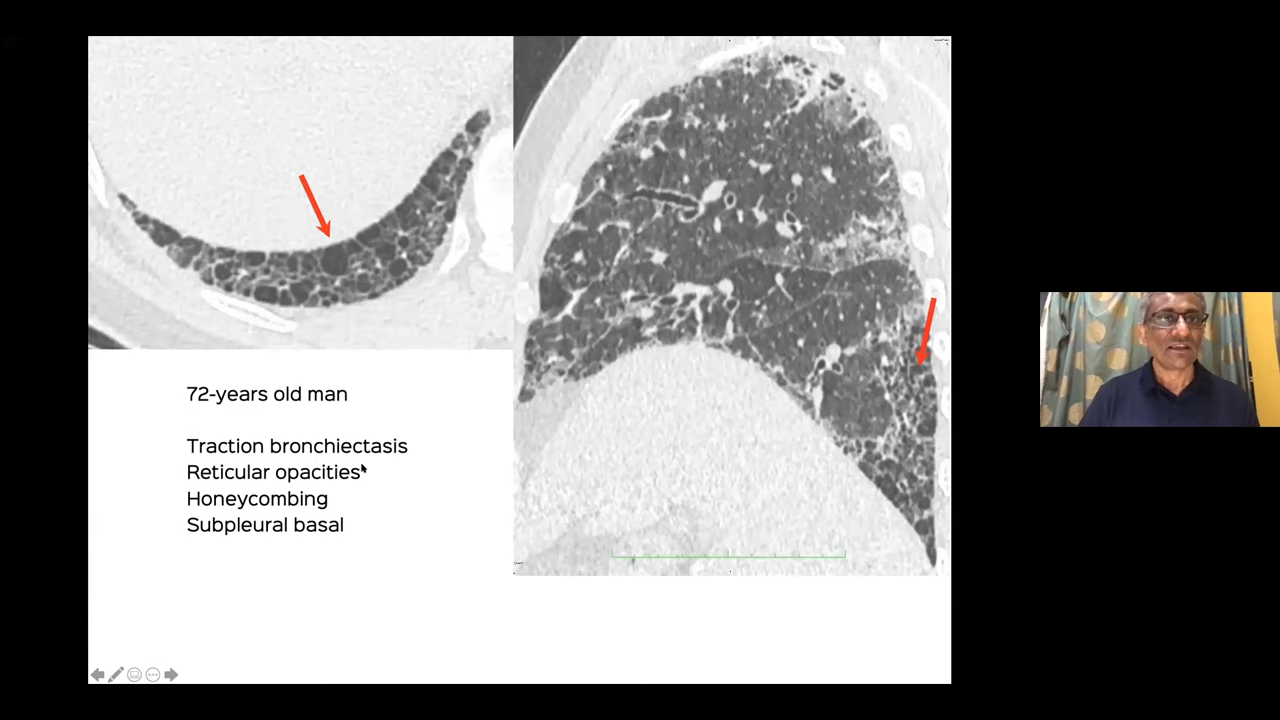 72-years old man
Traction bronchiectasis
Reticular opacities
Honeycombing
Subpleural basal